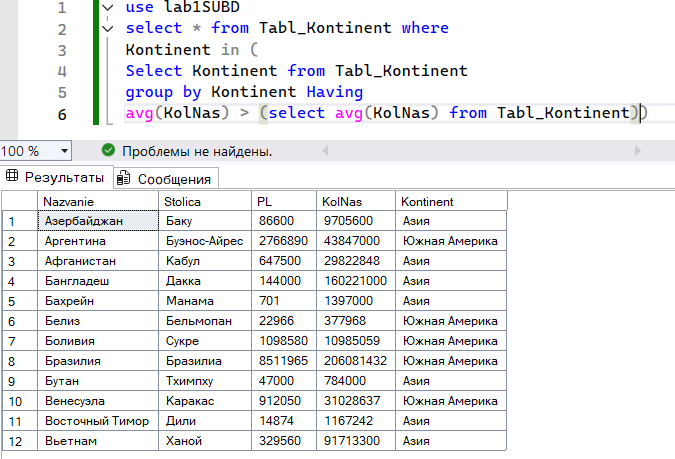 1 use lab1SUBD
2 select * from Tabl_Kontinent where
3 Kontinent in (
4 Select Kontinent from Tabl_Kontinent
5 group by Kontinent Having
6 avg(KolNas) > (select avg(KolNas) from Tabl_Kontinent))
100 % Проблемы не найдены.
Результаты Сообщения
Nazvanie Stolica PL KolNas Kontinent
1 Азербайджан Баку 86600 9705600 Азия
2 Аргентина Буэнос-Айрес 2766890 43847000 Южная Америка
3 Афганистан Кабул 647500 29822848 Азия
4 Бангладеш Дакка 144000 160221000 Азия
5 Бахрейн Манама 701 1397000 Азия
6 Белиз Бельмопан 22966 377968 Южная Америка
7 Боливия Сукре 1098580 10985059 Южная Америка
8 Бразилия Бразилиа 8511965 206081432 Южная Америка
9 Бутан Тхимпху 47000 784000 Азия
10 Венесуэла Каракас 912050 31028637 Южная Америка
11 Восточный Тимор Дили 14874 1167242 Азия
12 Вьетнам Ханой 329560 91713300 Азия